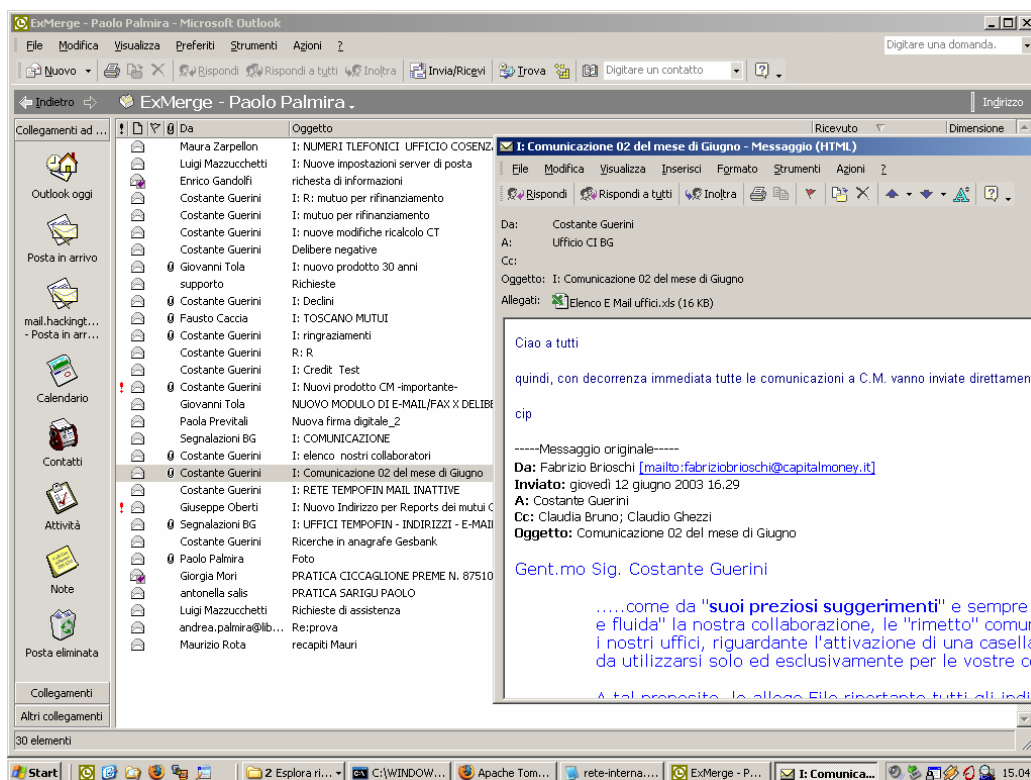 ExMerge - Paolo Palmira - Microsoft Outlook
File Modifica Visualizza Preferiti Strumenti Azioni ?
Digitare una domanda.
Nuovo Rispondi Rispondi a tutti Inoltra Invia/Ricevi Trova Digitare un contatto
Indietro ExMerge - Paolo Palmira. Indirizzo
Collegamenti ad ...
Outlook oggi
Posta in arrivo
mail.hackingt...
- Posta in arr...
Calendario
Contatti
Attività
Note
Posta eliminata
Collegamenti
Altri collegamenti
Da Oggetto Ricevuto Dimensione
Maura Zarpellon I: NUMERI TLEFONICI UFFICIO COSENZ
Luigi Mazzucchetti I: Nuove impostazioni server di posta
Enrico Gandolfi richesta di informazioni
Costante Guerini I: R: mutuo per rifinanziamento
Costante Guerini I: mutuo per rifinanziamento
Costante Guerini I: nuove modifiche ricalcolo CT
Costante Guerini Delibere negative
Giovanni Tola I: nuovo prodotto 30 anni
supporto Richieste
Costante Guerini I: Declini
Fausto Caccia I: TOSCANO MUTUI
Costante Guerini I: ringraziamenti
Costante Guerini R: R
Costante Guerini I: Credit Test
Costante Guerini I: Nuovi prodotto CM -importante-
Giovanni Tola NUOVO MODULO DI E-MAIL/FAX X DELIBE
Paola Previtali Nuova firma digitale_2
Segnalazioni BG I: COMUNICAZIONE
Costante Guerini I: elenco nostri collaboratori
Costante Guerini I: Comunicazione 02 del mese di Giugno
Costante Guerini I: RETE TEMPOFIN MAIL INATTIVE
Giuseppe Oberti I: Nuovo Indirizzo per Reports dei mutui C
Segnalazioni BG I: UFFICI TEMPOFIN - INDIRIZZI - E-MAI
Costante Guerini Ricerche in anagrafe Gesbank
Paolo Palmira Foto
Giorgia Mori PRATICA CICCAGLIONE PREME N. 87510
antonella salis PRATICA SARIGU PAOLO
Luigi Mazzucchetti Richieste di assistenza
andrea.palmira@lib... Re:prova
Maurizio Rota recapiti Mauri
I: Comunicazione 02 del mese di Giugno - Messaggio (HTML)
File Modifica Visualizza Inserisci Formato Strumenti Azioni ?
Rispondi Rispondi a tutti Inoltra
Da: Costante Guerini
A: Ufficio CI BG
Cc:
Oggetto: I: Comunicazione 02 del mese di Giugno
Allegati: Elenco E Mail uffici.xls (16 KB)
Ciao a tutti
quindi, con decorrenza immediata tutte le comunicazioni a C.M. vanno inviate direttamen
cip
-----Messaggio originale-----
Da: Fabrizio Brioschi [mailto:fabriziobrioschi@capitalmoney.it]
Inviato: giovedì 12 giugno 2003 16.29
A: Costante Guerini
Cc: Claudia Bruno; Claudio Ghezzi
Oggetto: Comunicazione 02 del mese di Giugno
Gent.mo Sig. Costante Guerini
.....come da "suoi preziosi suggerimenti" e sempre
e fluida" la nostra collaborazione, le "rimetto" comu
i nostri uffici, riguardante l'attivazione di una casella
da utilizzarsi solo ed esclusivamente per le vostre c
A tal proposito, le allego File riportante tutti gli indi
30 elementi
Start 2 Esplora ri... C:\WINDOW... Apache Tom... rete-interna.... ExMerge - P... I: Comunica... 15.04